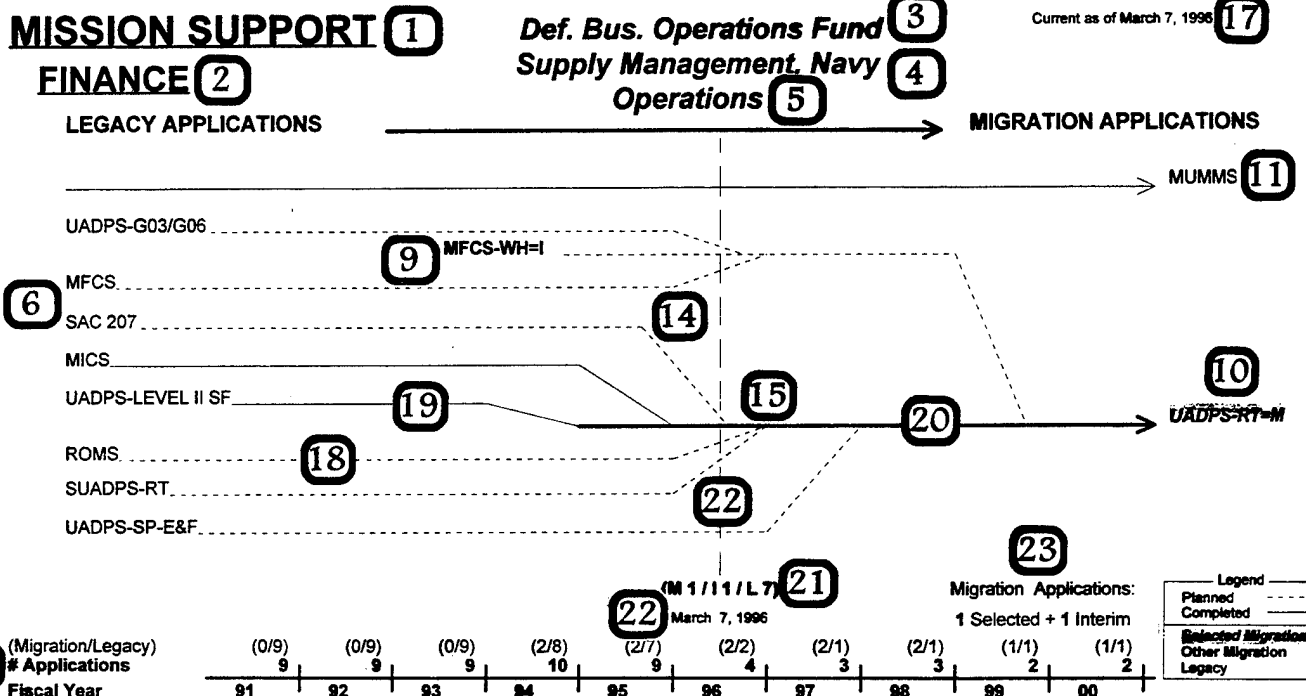 MISSION SUPPORT 1
FINANCE 2
Def. Bus. Operations Fund 3
Supply Management, Navy 4
Operations 5
Current as of March 7, 1996 17
LEGACY APPLICATIONS
MIGRATION APPLICATIONS
MUMMS 11
UADPS-G03/G06
9 MFCS-WH=I
MFCS
6
SAC 207
14
MICS
10
UADPS-LEVEL II SF
19
15
20
UADPS-RT=M
ROMS
18
SUADPS-RT
22
UADPS-SP-E&F
23
(M 1 / I 1 / L 7) 21
22 March 7, 1996
Migration Applications:
1 Selected + 1 Interim
Legend
Planned
Completed
Selected Migration
Other Migration
Legacy
(Migration/Legacy) (0/9) (0/9) (0/9) (2/8) (2/7) (2/2) (2/1) (2/1) (1/1) (1/1)
# Applications 9 9 9 10 9 4 3 3 2 2
Fiscal Year 91 92 93 94 95 96 97 98 99 00